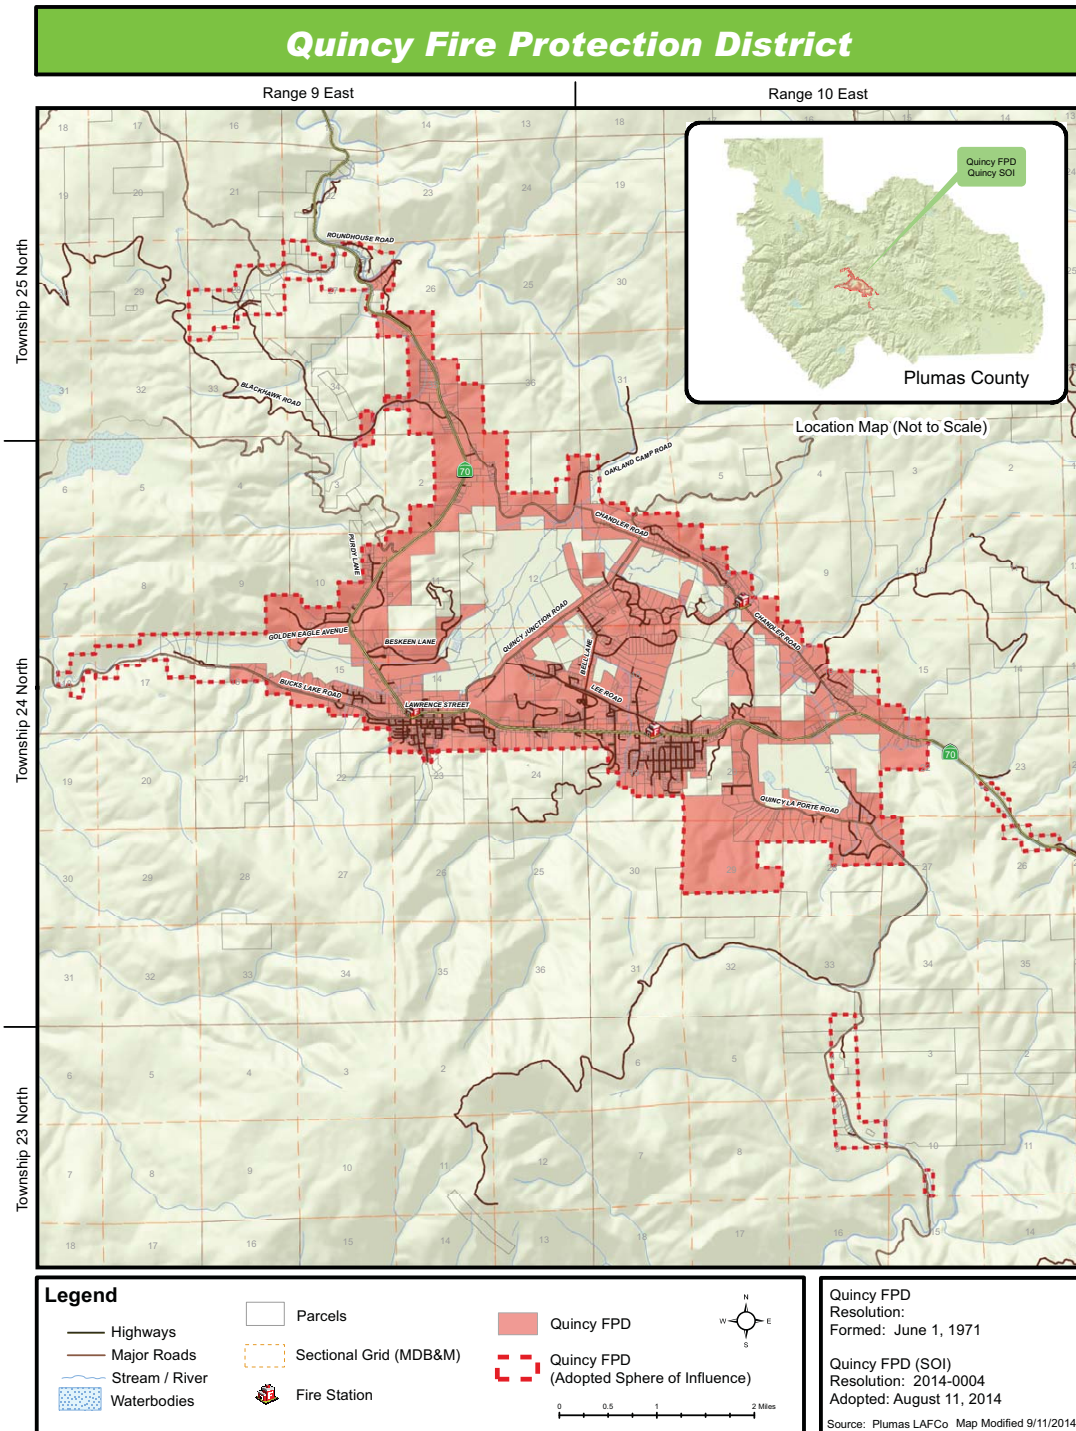 Quincy Fire Protection District
Range 9 East
Range 10 East
Township 25 North
Township 24 North
Township 23 North
Quincy FPD
Quincy SOI
Plumas County
Location Map (Not to Scale)
ROUNDHOUSE ROAD
BLACKHAWK ROAD
70
OAKLAND CAMP ROAD
CHANDLER ROAD
PURDY LANE
QUINCY JUNCTION ROAD
GOLDEN EAGLE AVENUE
BESKEEN LANE
BELL LANE
CHANDLER ROAD
BUCKS LAKE ROAD
LEE ROAD
LAWRENCE STREET
70
QUINCY LA PORTE ROAD
Legend
Highways
Major Roads
Stream / River
Waterbodies
Parcels
Sectional Grid (MDB&M)
Fire Station
Quincy FPD
Quincy FPD
(Adopted Sphere of Influence)
N
W E
S
0 0.5 1 2 Miles
Quincy FPD
Resolution:
Formed: June 1, 1971
Quincy FPD (SOI)
Resolution: 2014-0004
Adopted: August 11, 2014
Source: Plumas LAFCo Map Modified 9/11/2014